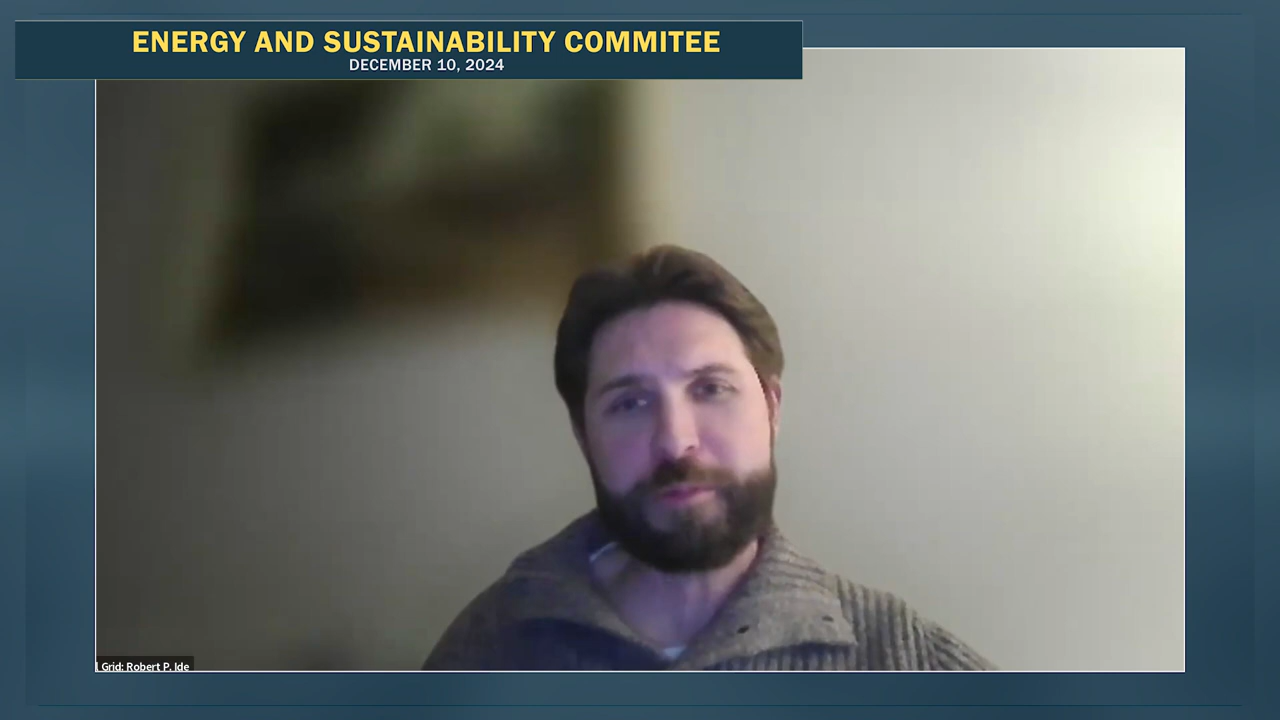 ENERGY AND SUSTAINABILITY COMMITEE
DECEMBER 10, 2024
l Grid: Robert P. Ide